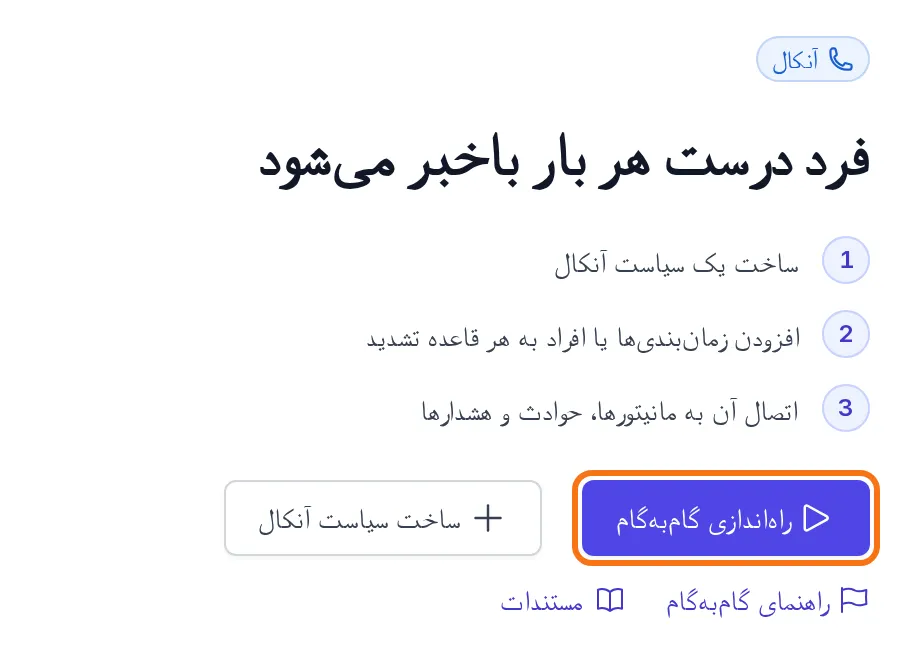 آنکال
فرد درست هر بار باخبر می‌شود
1 ساخت یک سیاست آنکال
2 افزودن زمان‌بندی‌ها یا افراد به هر قاعده تشدید
3 اتصال آن به مانیتورها، حوادث و هشدارها
راه‌اندازی گام‌به‌گام
ساخت سیاست آنکال
راهنمای گام‌به‌گام
مستندات